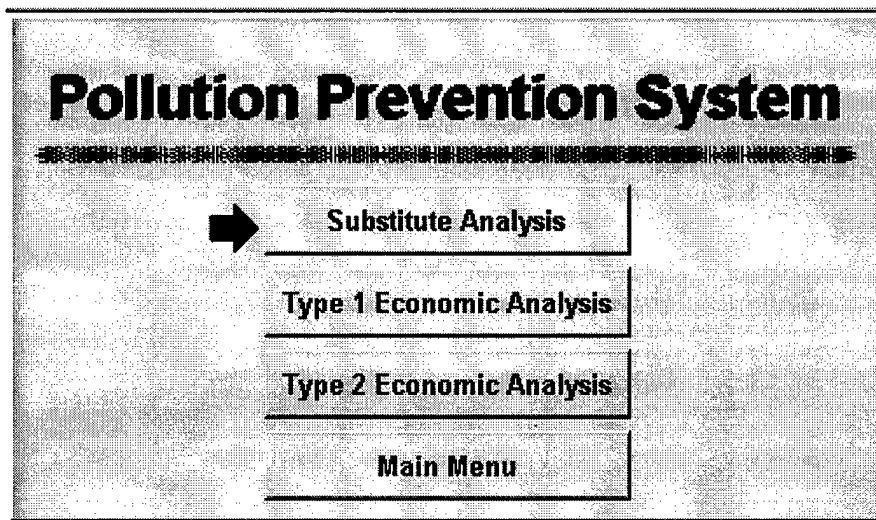 Pollution Prevention System
Substitute Analysis
Type 1 Economic Analysis
Type 2 Economic Analysis
Main Menu